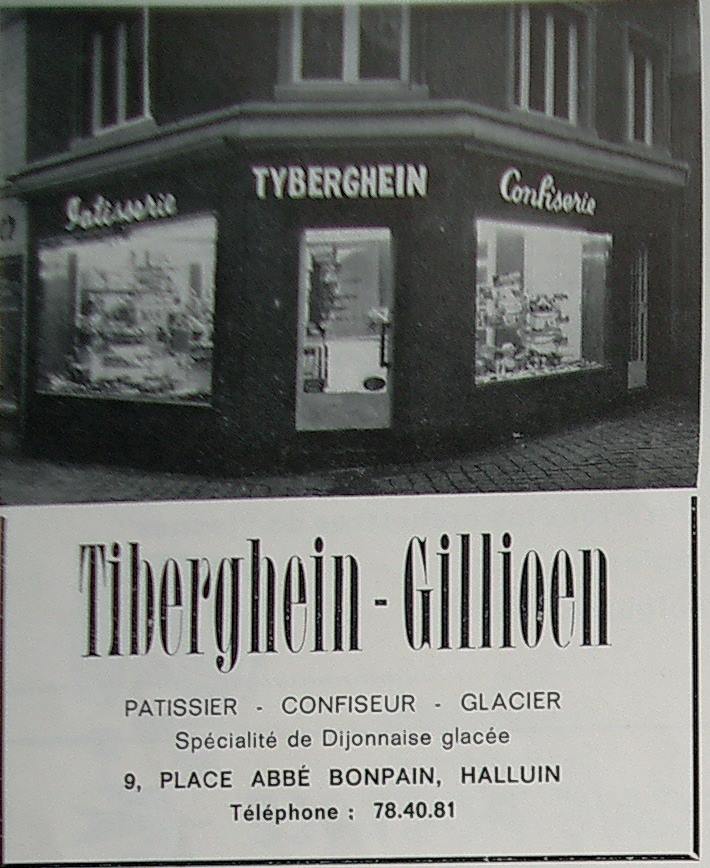 Patisserie
TYBERGHEIN
Confiserie
Tiberghein - Gillioen
PATISSIER - CONFISEUR - GLACIER
Spécialité de Dijonnaise glacée
9, PLACE ABBÉ BONPAIN, HALLUIN
Téléphone : 78.40.81